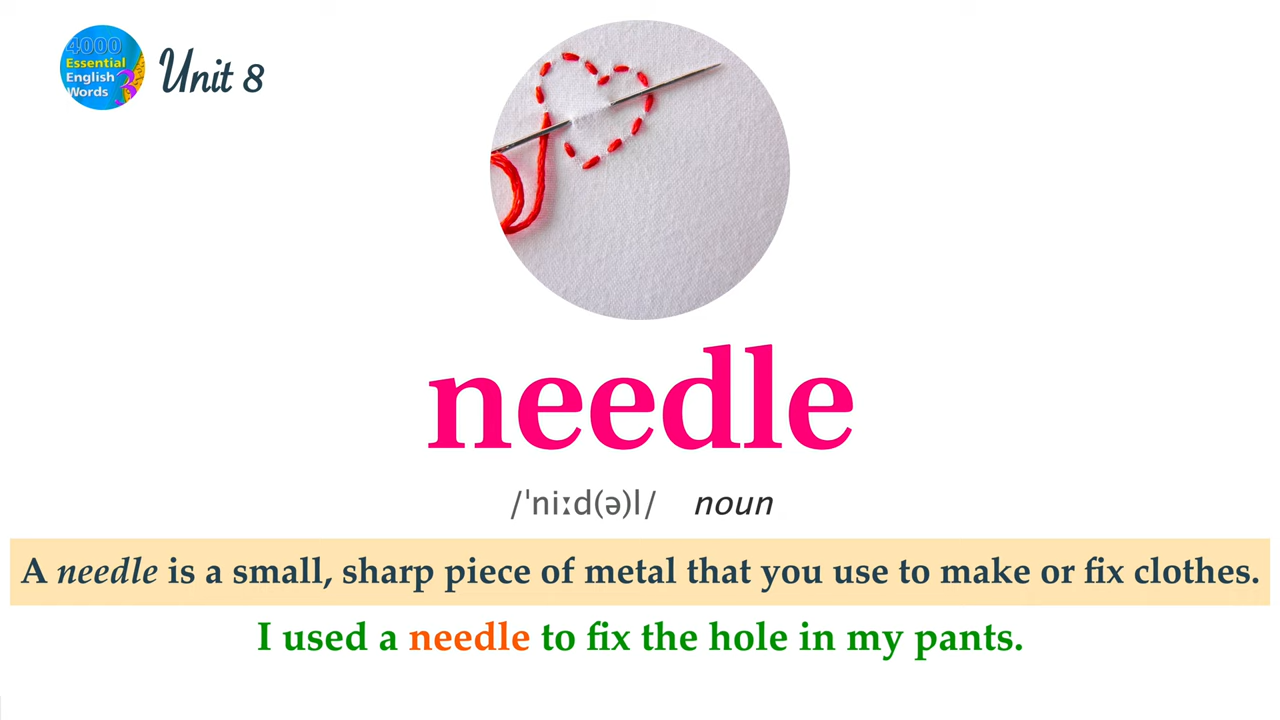 4000
Essential
English
Words 3
Unit 8
needle
/ˈniːd(ə)l/ noun
A needle is a small, sharp piece of metal that you use to make or fix clothes.
I used a needle to fix the hole in my pants.